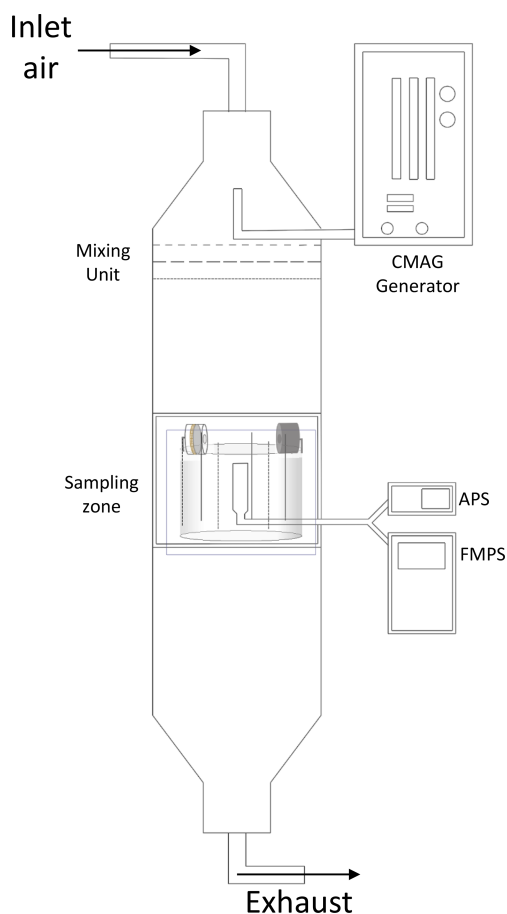 Inlet
air
Mixing
Unit
CMAG
Generator
Sampling
zone
APS
FMPS
Exhaust